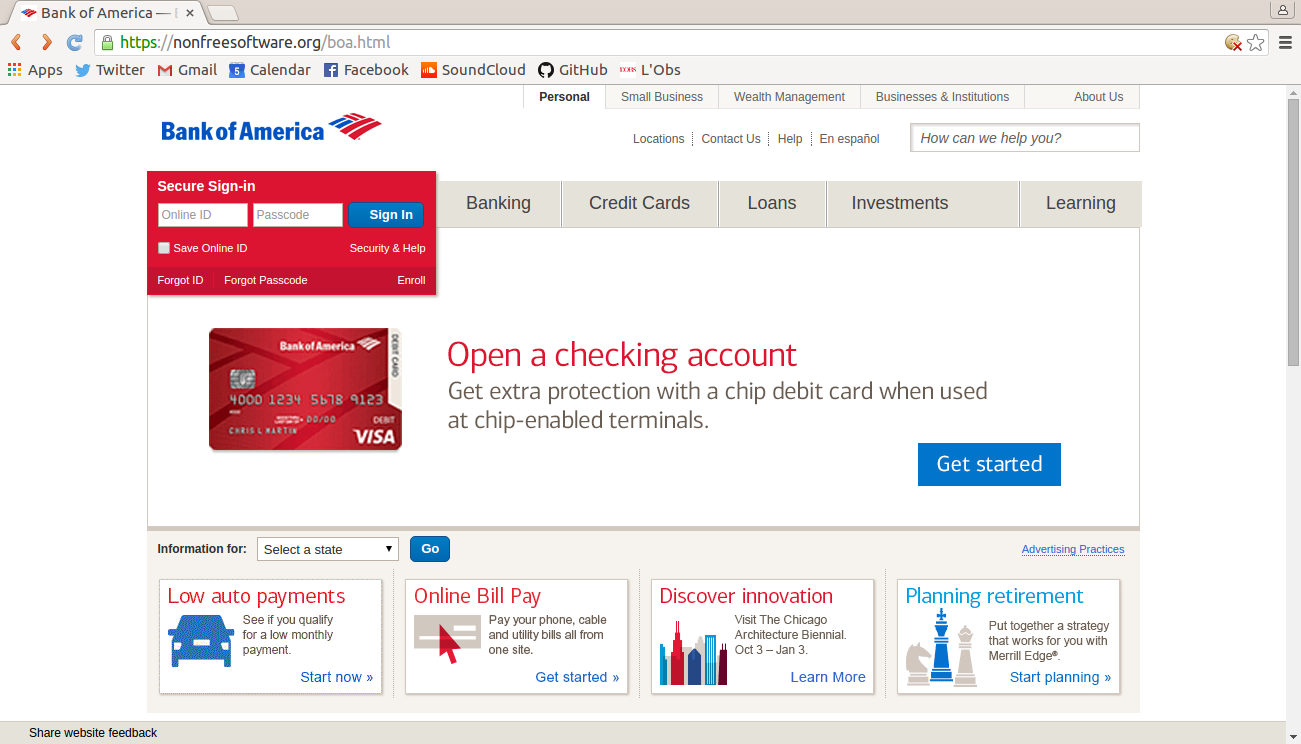 Bank of America —
https://nonfreesoftware.org/boa.html
Apps Twitter Gmail 5 Calendar Facebook SoundCloud GitHub L'Obs
Personal Small Business Wealth Management Businesses & Institutions About Us
Bank of America
Locations Contact Us Help En español How can we help you?
Secure Sign-in
Online ID Passcode Sign In
Save Online ID Security & Help
Forgot ID Forgot Passcode Enroll
Banking Credit Cards Loans Investments Learning
Bank of America
DEBIT CARD
4000 1234 5678 9123
00/00
DEBIT
CHRIS L MARTIN
VISA
Open a checking account
Get extra protection with a chip debit card when used
at chip-enabled terminals.
Get started
Information for: Select a state Go Advertising Practices
Low auto payments
See if you qualify
for a low monthly
payment.
Start now »
Online Bill Pay
Pay your phone, cable
and utility bills all from
one site.
Get started »
Discover innovation
Visit The Chicago
Architecture Biennial.
Oct 3 – Jan 3.
Learn More
Planning retirement
Put together a strategy
that works for you with
Merrill Edge®.
Start planning »
Share website feedback